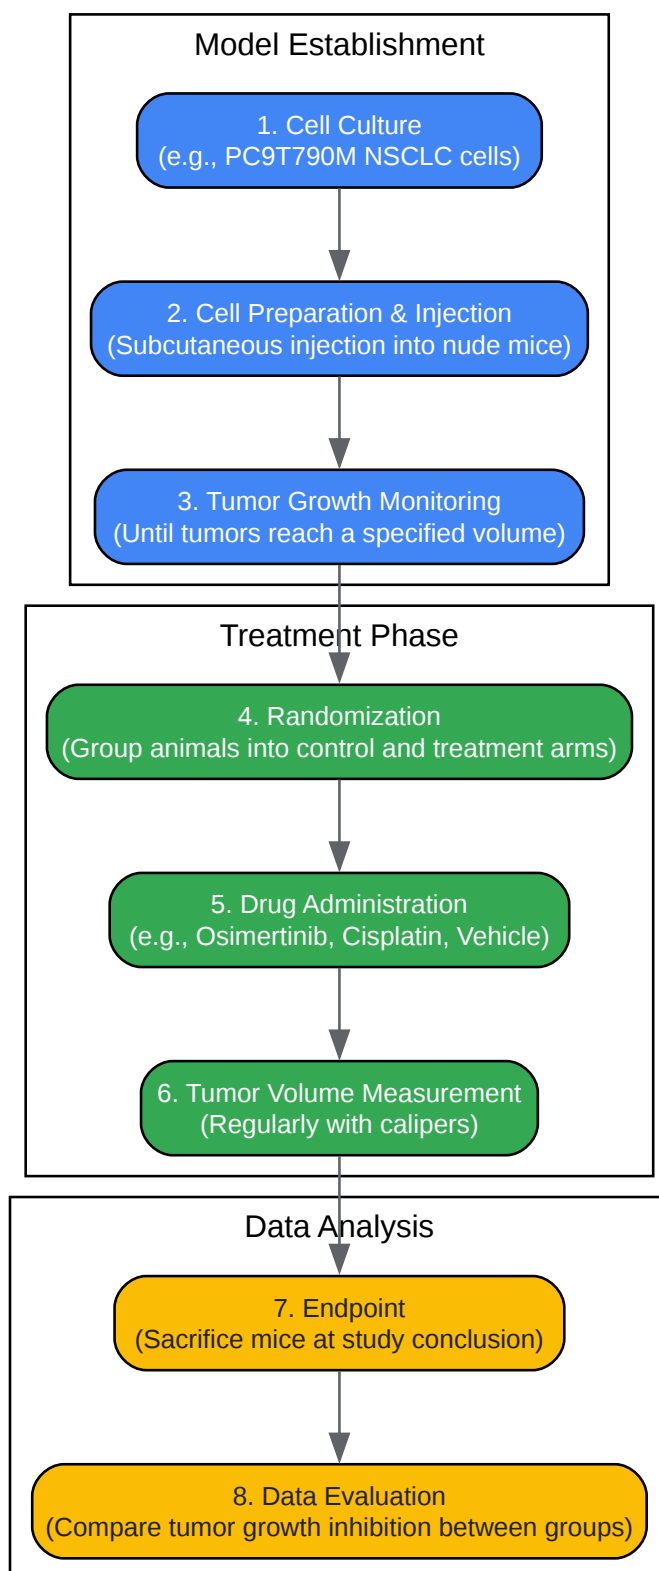 Model Establishment
1. Cell Culture
(e.g., PC9T790M NSCLC cells)
2. Cell Preparation & Injection
(Subcutaneous injection into nude mice)
3. Tumor Growth Monitoring
(Until tumors reach a specified volume)
Treatment Phase
4. Randomization
(Group animals into control and treatment arms)
5. Drug Administration
(e.g., Osimertinib, Cisplatin, Vehicle)
6. Tumor Volume Measurement
(Regularly with calipers)
Data Analysis
7. Endpoint
(Sacrifice mice at study conclusion)
8. Data Evaluation
(Compare tumor growth inhibition between groups)